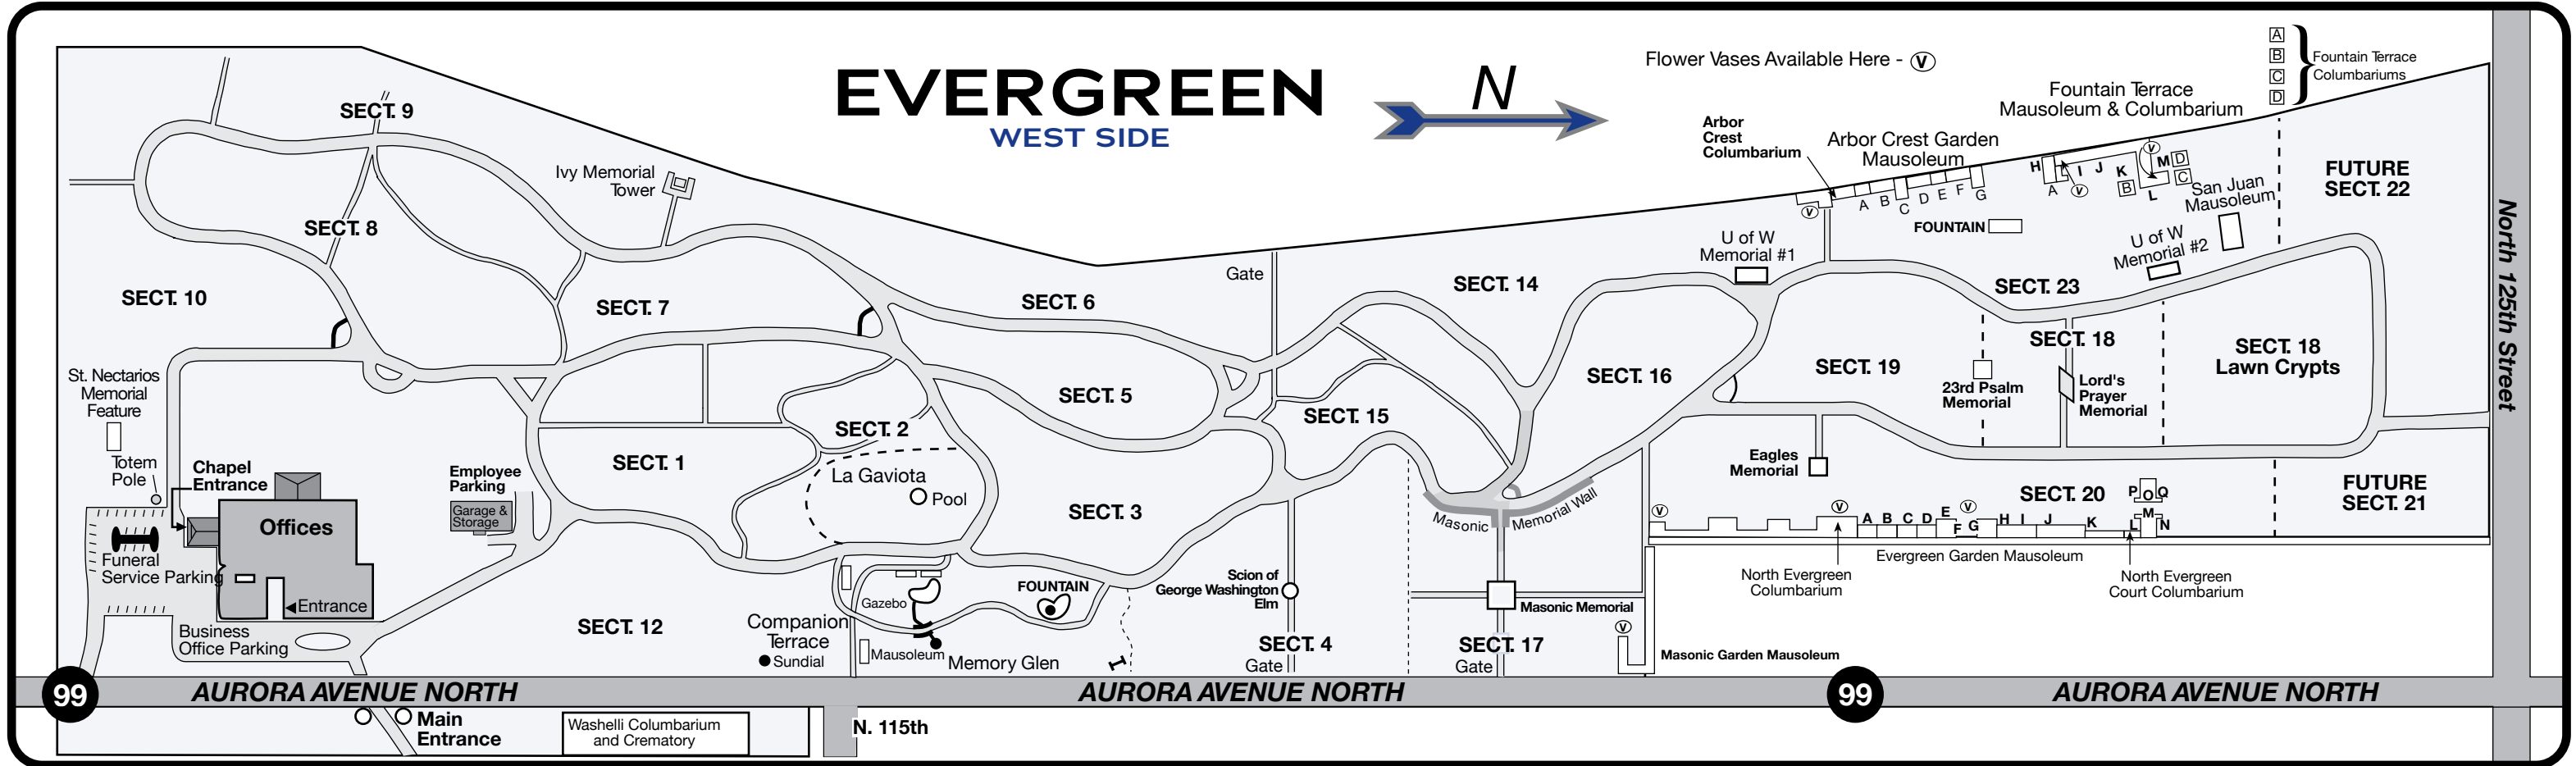 EVERGREEN
WEST SIDE
N
Flower Vases Available Here - V
A
B
C
D
Fountain Terrace
Columbariums
Fountain Terrace
Mausoleum & Columbarium
Arbor
Crest
Columbarium
Arbor Crest Garden
Mausoleum
V
A B C D E F G
H
A
V
I J K
V
M D
B
C
L
San Juan
Mausoleum
FUTURE
SECT. 22
FOUNTAIN
U of W
Memorial #1
U of W
Memorial #2
SECT. 9
Ivy Memorial
Tower
SECT. 8
SECT. 10
SECT. 7
SECT. 6
Gate
SECT. 14
SECT. 23
SECT. 18
SECT. 18
Lawn Crypts
SECT. 19
SECT. 16
SECT. 5
SECT. 15
SECT. 2
SECT. 1
23rd Psalm
Memorial
Lord's
Prayer
Memorial
North 125th Street
St. Nectarios
Memorial
Feature
Totem
Pole
Chapel
Entrance
Employee
Parking
Garage &
Storage
La Gaviota
Pool
SECT. 3
Eagles
Memorial
SECT. 20
FUTURE
SECT. 21
Masonic Memorial Wall
V
V
A B C D E F G
V
H I J K L M N
P O Q
Evergreen Garden Mausoleum
North Evergreen
Columbarium
North Evergreen
Court Columbarium
Offices
Funeral
Service Parking
Entrance
Business
Office Parking
SECT. 12
Companion
Terrace
Sundial
Gazebo
FOUNTAIN
Mausoleum
Memory Glen
Scion of
George Washington
Elm
SECT. 4
Gate
SECT. 17
Gate
Masonic Memorial
V
Masonic Garden Mausoleum
99
AURORA AVENUE NORTH
AURORA AVENUE NORTH
99
AURORA AVENUE NORTH
Main
Entrance
Washelli Columbarium
and Crematory
N. 115th